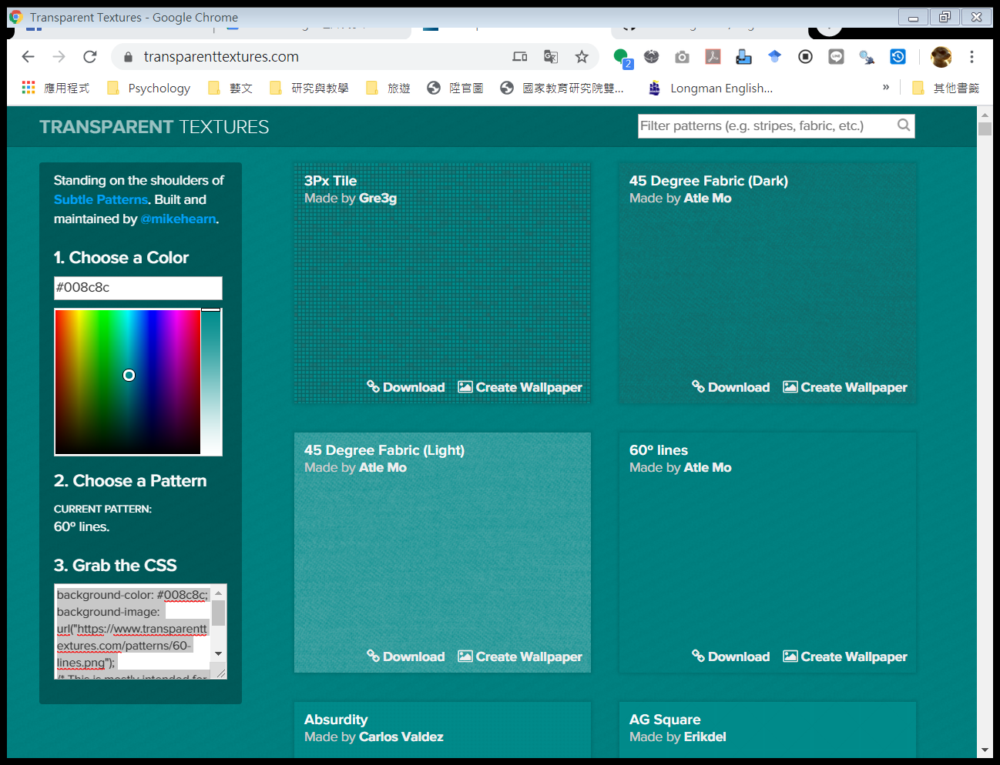 Transparent Textures - Google Chrome
transparenttextures.com
2
LINE
應用程式
Psychology
藝文
研究與教學
旅遊
陞官圖
國家教育研究院雙...
Longman English...
»
其他書籤
TRANSPARENT TEXTURES
Filter patterns (e.g. stripes, fabric, etc.)
Standing on the shoulders of
Subtle Patterns. Built and
maintained by @mikehearn.
1. Choose a Color
#008c8c
2. Choose a Pattern
CURRENT PATTERN:
60º lines.
3. Grab the CSS
background-color: #008c8c;
background-image:
url("https://www.transparentt
extures.com/patterns/60-
lines.png");
/* This is mostly intended for
3Px Tile
Made by Gre3g
Download
Create Wallpaper
45 Degree Fabric (Dark)
Made by Atle Mo
Download
Create Wallpaper
45 Degree Fabric (Light)
Made by Atle Mo
Download
Create Wallpaper
60º lines
Made by Atle Mo
Download
Create Wallpaper
Absurdity
Made by Carlos Valdez
AG Square
Made by Erikdel